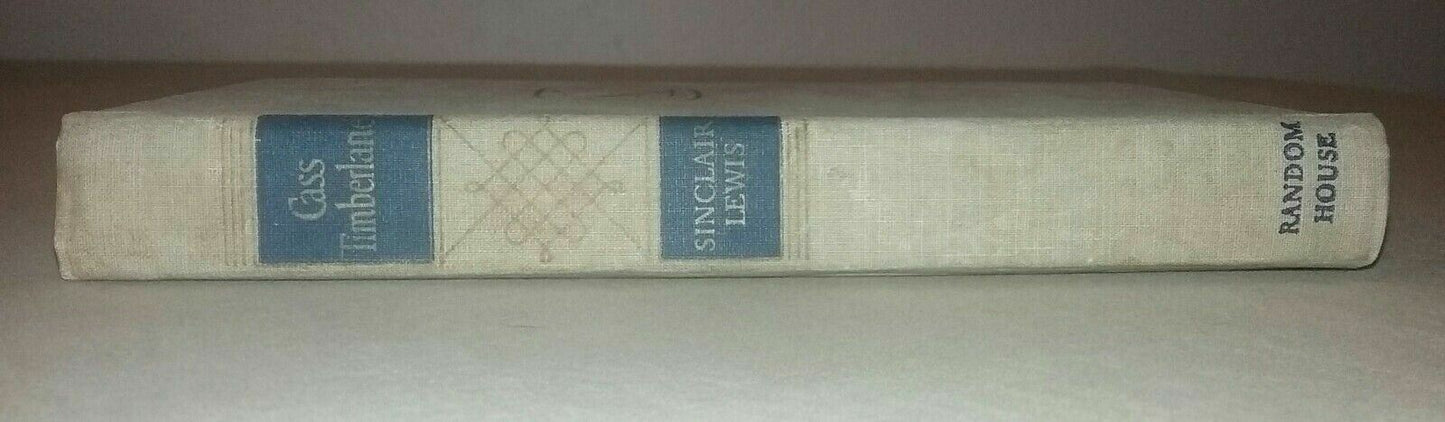 Cass
Timberlane
SINCLAIR
LEWIS
RANDOM
HOUSE